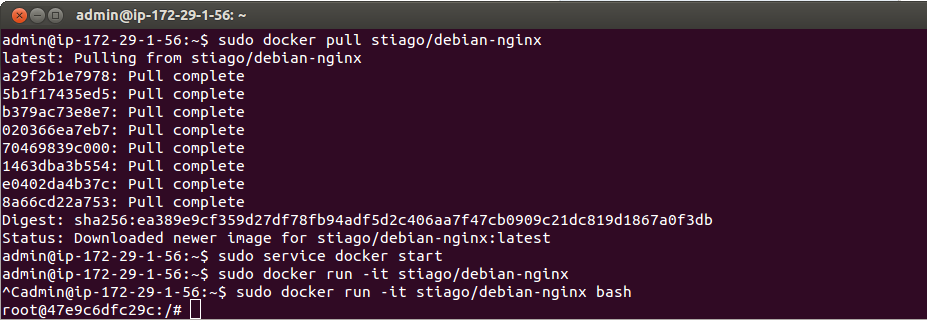 admin@ip-172-29-1-56: ~
admin@ip-172-29-1-56:~$ sudo docker pull stiago/debian-nginx
latest: Pulling from stiago/debian-nginx
a29f2b1e7978: Pull complete
5b1f17435ed5: Pull complete
b379ac73e8e7: Pull complete
020366ea7eb7: Pull complete
70469839c000: Pull complete
1463dba3b554: Pull complete
e0402da4b37c: Pull complete
8a66cd22a753: Pull complete
Digest: sha256:ea389e9cf359d27df78fb94adf5d2c406aa7f47cb0909c21dc819d1867a0f3db
Status: Downloaded newer image for stiago/debian-nginx:latest
admin@ip-172-29-1-56:~$ sudo service docker start
admin@ip-172-29-1-56:~$ sudo docker run -it stiago/debian-nginx
^Cadmin@ip-172-29-1-56:~$ sudo docker run -it stiago/debian-nginx bash
root@47e9c6dfc29c:/#